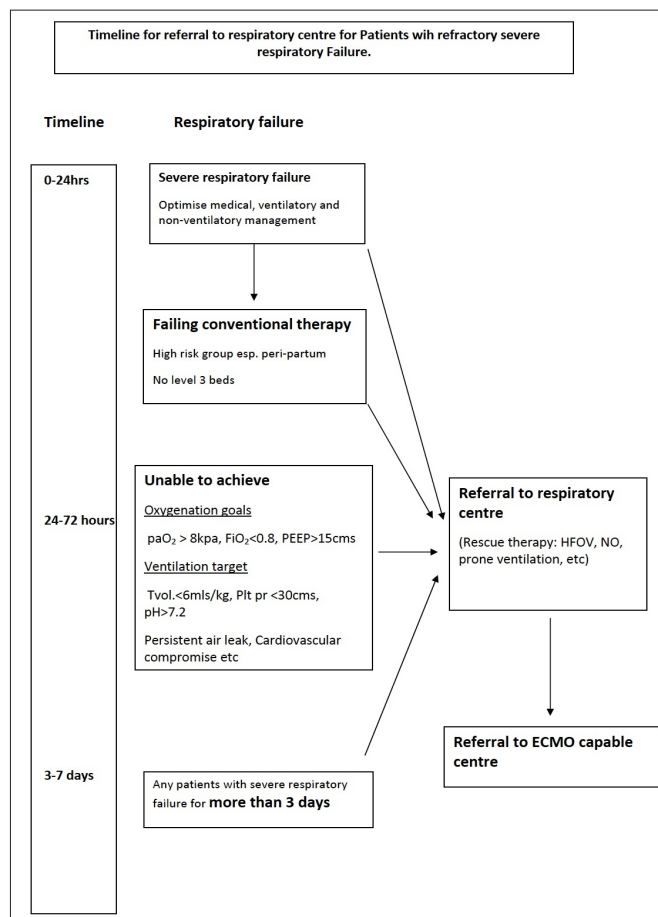 Timeline for referral to respiratory centre for Patients wih refractory severe
respiratory Failure.
Timeline
Respiratory failure
0-24hrs
Severe respiratory failure
Optimise medical, ventilatory and
non-ventilatory management
Failing conventional therapy
High risk group esp. peri-partum
No level 3 beds
24-72 hours
Unable to achieve
Oxygenation goals
paO₂ > 8kpa, FiO₂<0.8, PEEP>15cms
Ventilation target
Tvol.<6mls/kg, Plt pr <30cms,
pH>7.2
Persistent air leak, Cardiovascular
compromise etc
Referral to respiratory
centre
(Rescue therapy: HFOV, NO,
prone ventilation, etc)
Referral to ECMO capable
centre
3-7 days
Any patients with severe respiratory
failure for more than 3 days